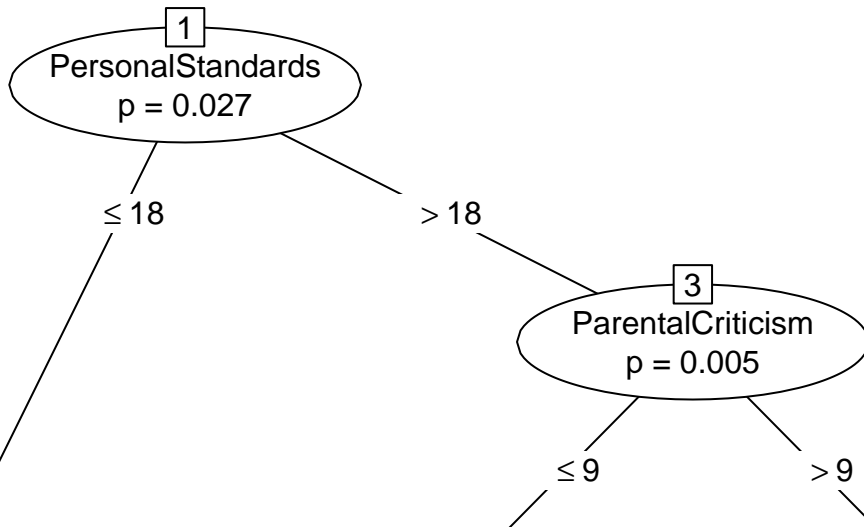 1
PersonalStandards
p = 0.027
≤ 18
> 18
3
ParentalCriticism
p = 0.005
≤ 9
> 9